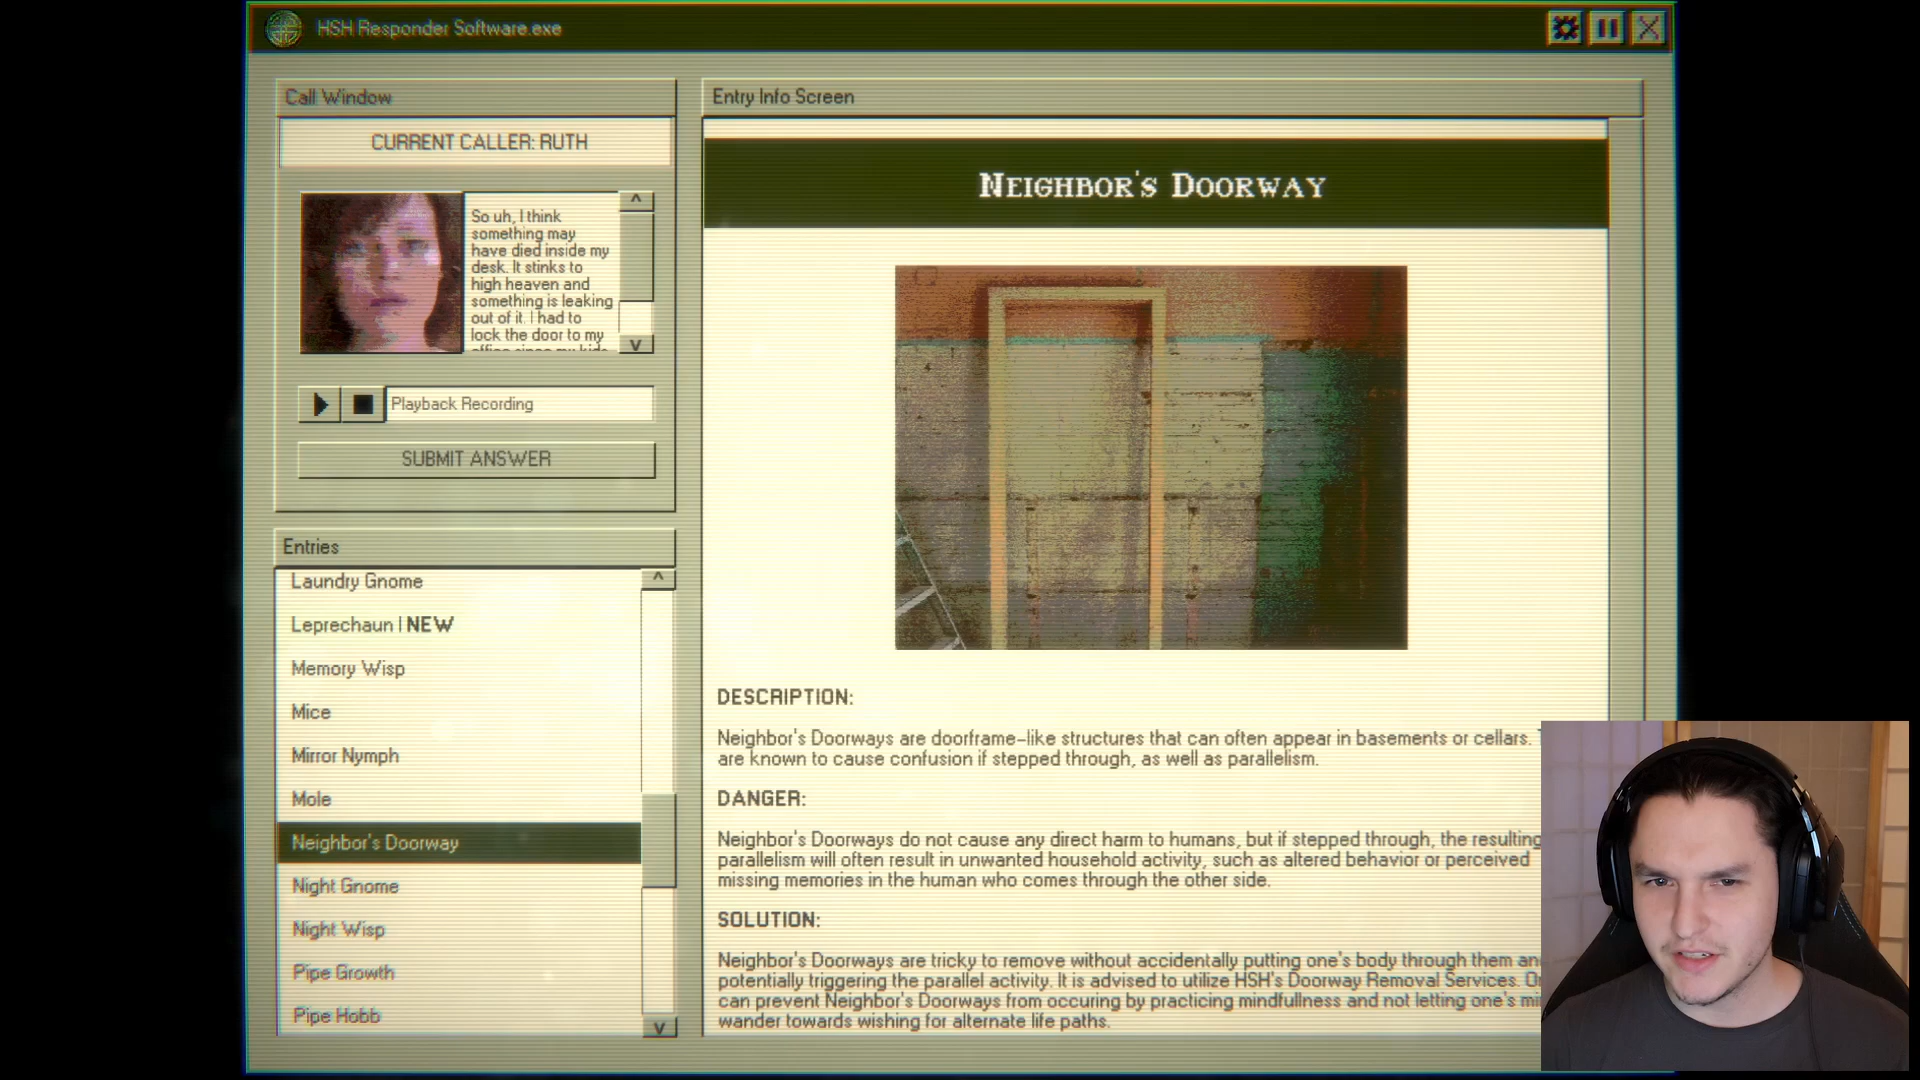 HSH Responder Software.exe
Call Window
CURRENT CALLER: RUTH
So uh, I think
something may
have died inside my
desk. It stinks to
high heaven and
something is leaking
out of it. I had to
lock the door to my
office since my kids
^
v
Playback Recording
SUBMIT ANSWER
Entries
Laundry Gnome
Leprechaun | NEW
Memory Wisp
Mice
Mirror Nymph
Mole
Neighbor's Doorway
Night Gnome
Night Wisp
Pipe Growth
Pipe Hobb
^
v
Entry Info Screen
NEIGHBOR'S DOORWAY
DESCRIPTION:
Neighbor's Doorways are doorframe-like structures that can often appear in basements or cellars.
are known to cause confusion if stepped through, as well as parallelism.
DANGER:
Neighbor's Doorways do not cause any direct harm to humans, but if stepped through, the resulting
parallelism will often result in unwanted household activity, such as altered behavior or perceived
missing memories in the human who comes through the other side.
SOLUTION:
Neighbor's Doorways are tricky to remove without accidentally putting one's body through them
potentially triggering the parallel activity. It is advised to utilize HSH's Doorway Removal Services.
can prevent Neighbor's Doorways from occuring by practicing mindfullness and not letting one's
wander towards wishing for alternate life paths.